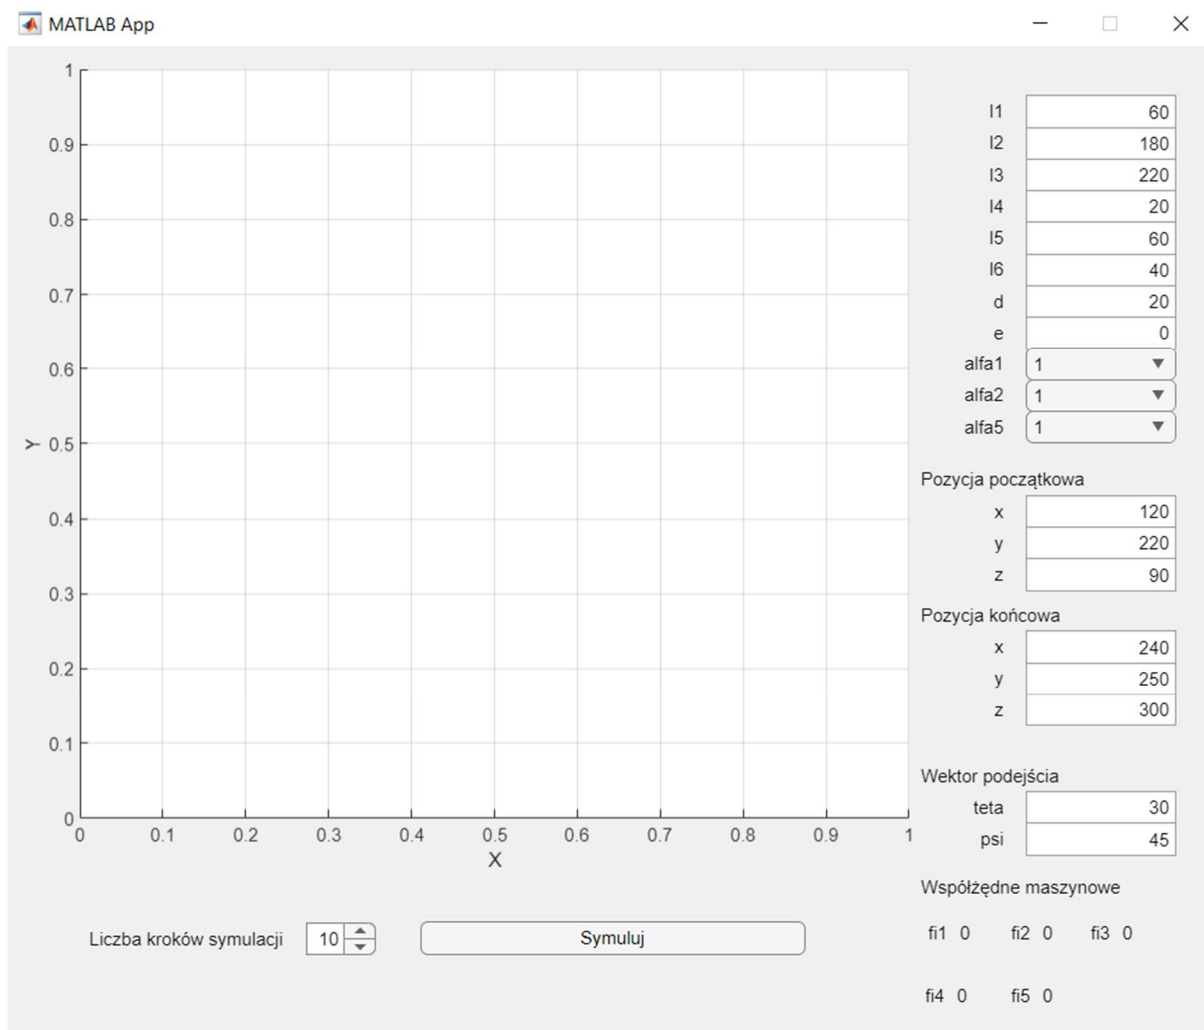 MATLAB App
1
0.9
0.8
0.7
0.6
Y 0.5
0.4
0.3
0.2
0.1
0
0 0.1 0.2 0.3 0.4 0.5 0.6 0.7 0.8 0.9 1
X
Liczba kroków symulacji 10 Symuluj
l1 60
l2 180
l3 220
l4 20
l5 60
l6 40
d 20
e 0
alfa1 1
alfa2 1
alfa5 1
Pozycja początkowa
x 120
y 220
z 90
Pozycja końcowa
x 240
y 250
z 300
Wektor podejścia
teta 30
psi 45
Współżędne maszynowe
fi1 0 fi2 0 fi3 0
fi4 0 fi5 0